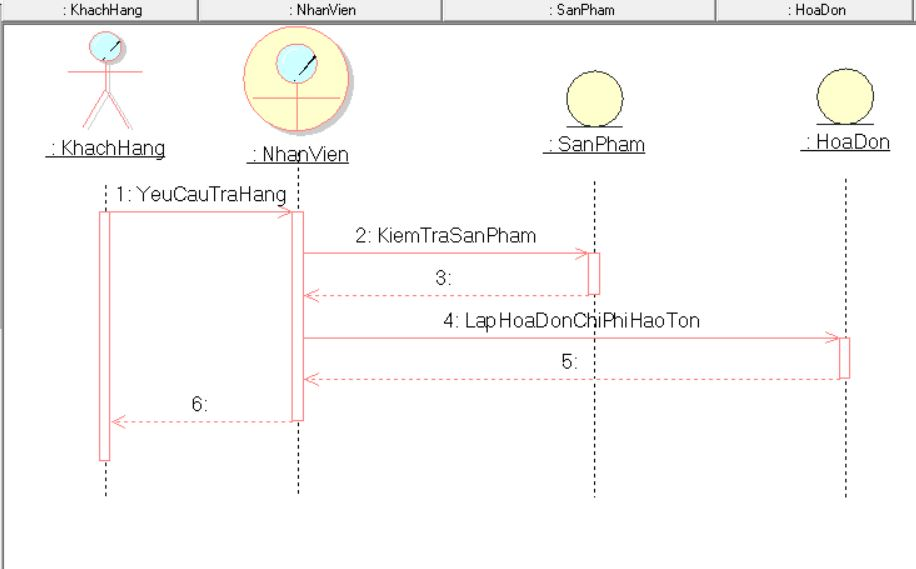 : KhachHang
: NhanVien
: SanPham
: HoaDon
: KhachHang
: NhanVien
: SanPham
: HoaDon
1: YeuCauTraHang
2: KiemTraSanPham
3:
4: LapHoaDonChiPhiHaoTon
5:
6: